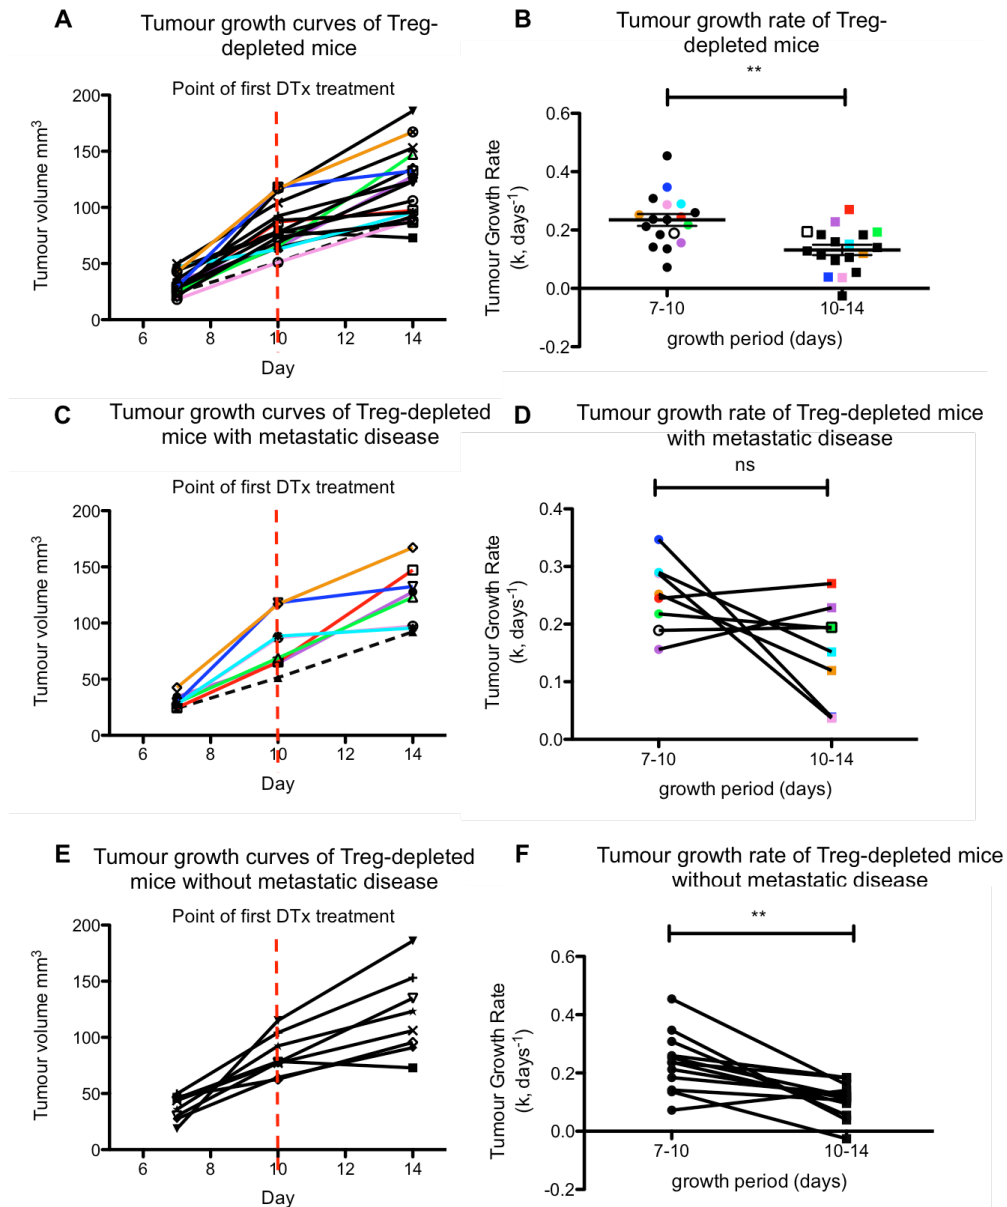 A
Tumour growth curves of Treg-
depleted mice
Point of first DTx treatment
Tumour volume mm³
200
150
100
50
0
6
8
10
12
14
Day
B
Tumour growth rate of Treg-
depleted mice
**
Tumour Growth Rate
(k, days⁻¹)
0.6
0.4
0.2
0.0
-0.2
7-10
10-14
growth period (days)
C
Tumour growth curves of Treg-depleted
mice with metastatic disease
Point of first DTx treatment
Tumour volume mm³
200
150
100
50
0
6
8
10
12
14
Day
D
Tumour growth rate of Treg-depleted mice
with metastatic disease
ns
Tumour Growth Rate
(k, days⁻¹)
0.4
0.3
0.2
0.1
0.0
7-10
10-14
growth period (days)
E
Tumour growth curves of Treg-depleted
mice without metastatic disease
Point of first DTx treatment
Tumour volume mm³
200
150
100
50
0
6
8
10
12
14
Day
F
Tumour growth rate of Treg-depleted mice
without metastatic disease
**
Tumour Growth Rate
(k, days⁻¹)
0.6
0.4
0.2
0.0
-0.2
7-10
10-14
growth period (days)